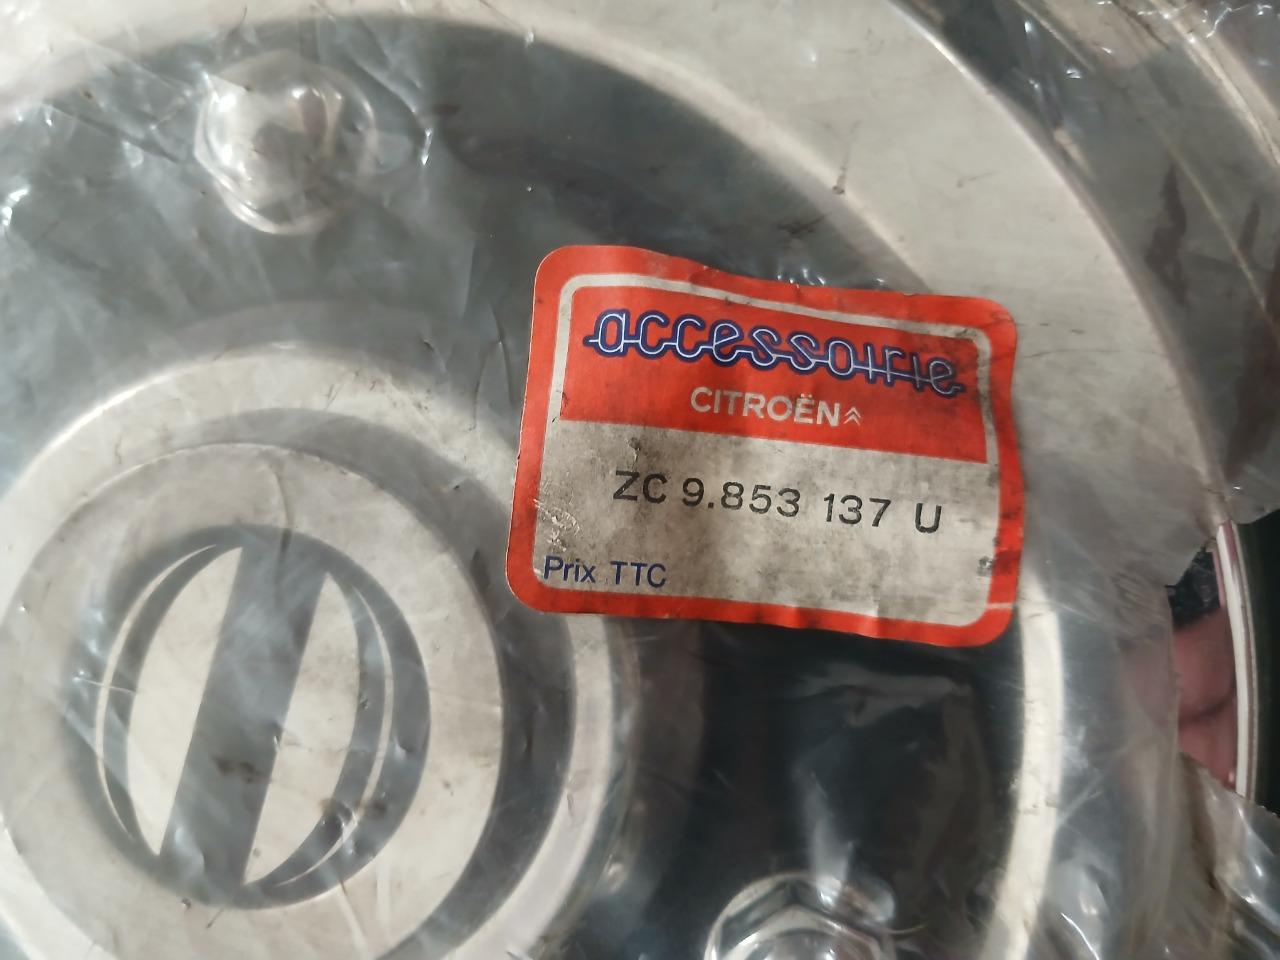 accessoirie
CITROËN
ZC 9.853 137 U
Prix TTC